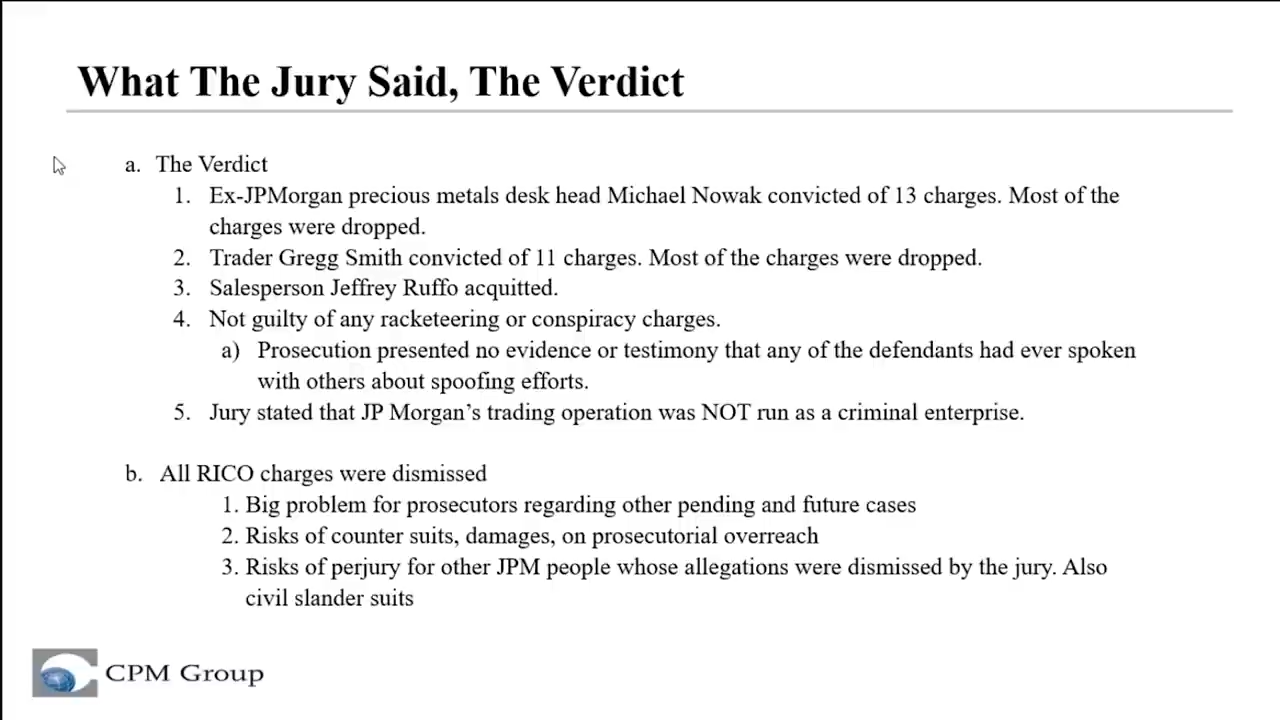 What The Jury Said, The Verdict
a. The Verdict
1. Ex-JPMorgan precious metals desk head Michael Nowak convicted of 13 charges. Most of the
charges were dropped.
2. Trader Gregg Smith convicted of 11 charges. Most of the charges were dropped.
3. Salesperson Jeffrey Ruffo acquitted.
4. Not guilty of any racketeering or conspiracy charges.
a) Prosecution presented no evidence or testimony that any of the defendants had ever spoken
with others about spoofing efforts.
5. Jury stated that JP Morgan’s trading operation was NOT run as a criminal enterprise.
b. All RICO charges were dismissed
1. Big problem for prosecutors regarding other pending and future cases
2. Risks of counter suits, damages, on prosecutorial overreach
3. Risks of perjury for other JPM people whose allegations were dismissed by the jury. Also
civil slander suits
CPM Group